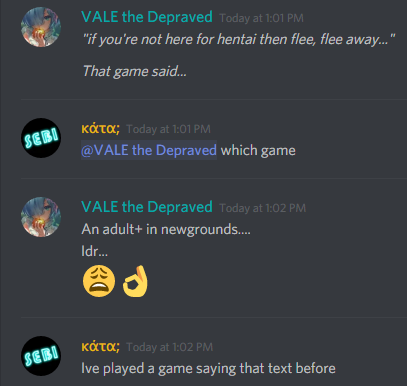 VALE the Depraved Today at 1:01 PM
"if you're not here for hentai then flee, flee away..."
That game said...
SEBI
κάτα; Today at 1:01 PM
@VALE the Depraved which game
VALE the Depraved Today at 1:02 PM
An adult+ in newgrounds....
Idr...
😩👌
SEBI
κάτα; Today at 1:02 PM
Ive played a game saying that text before